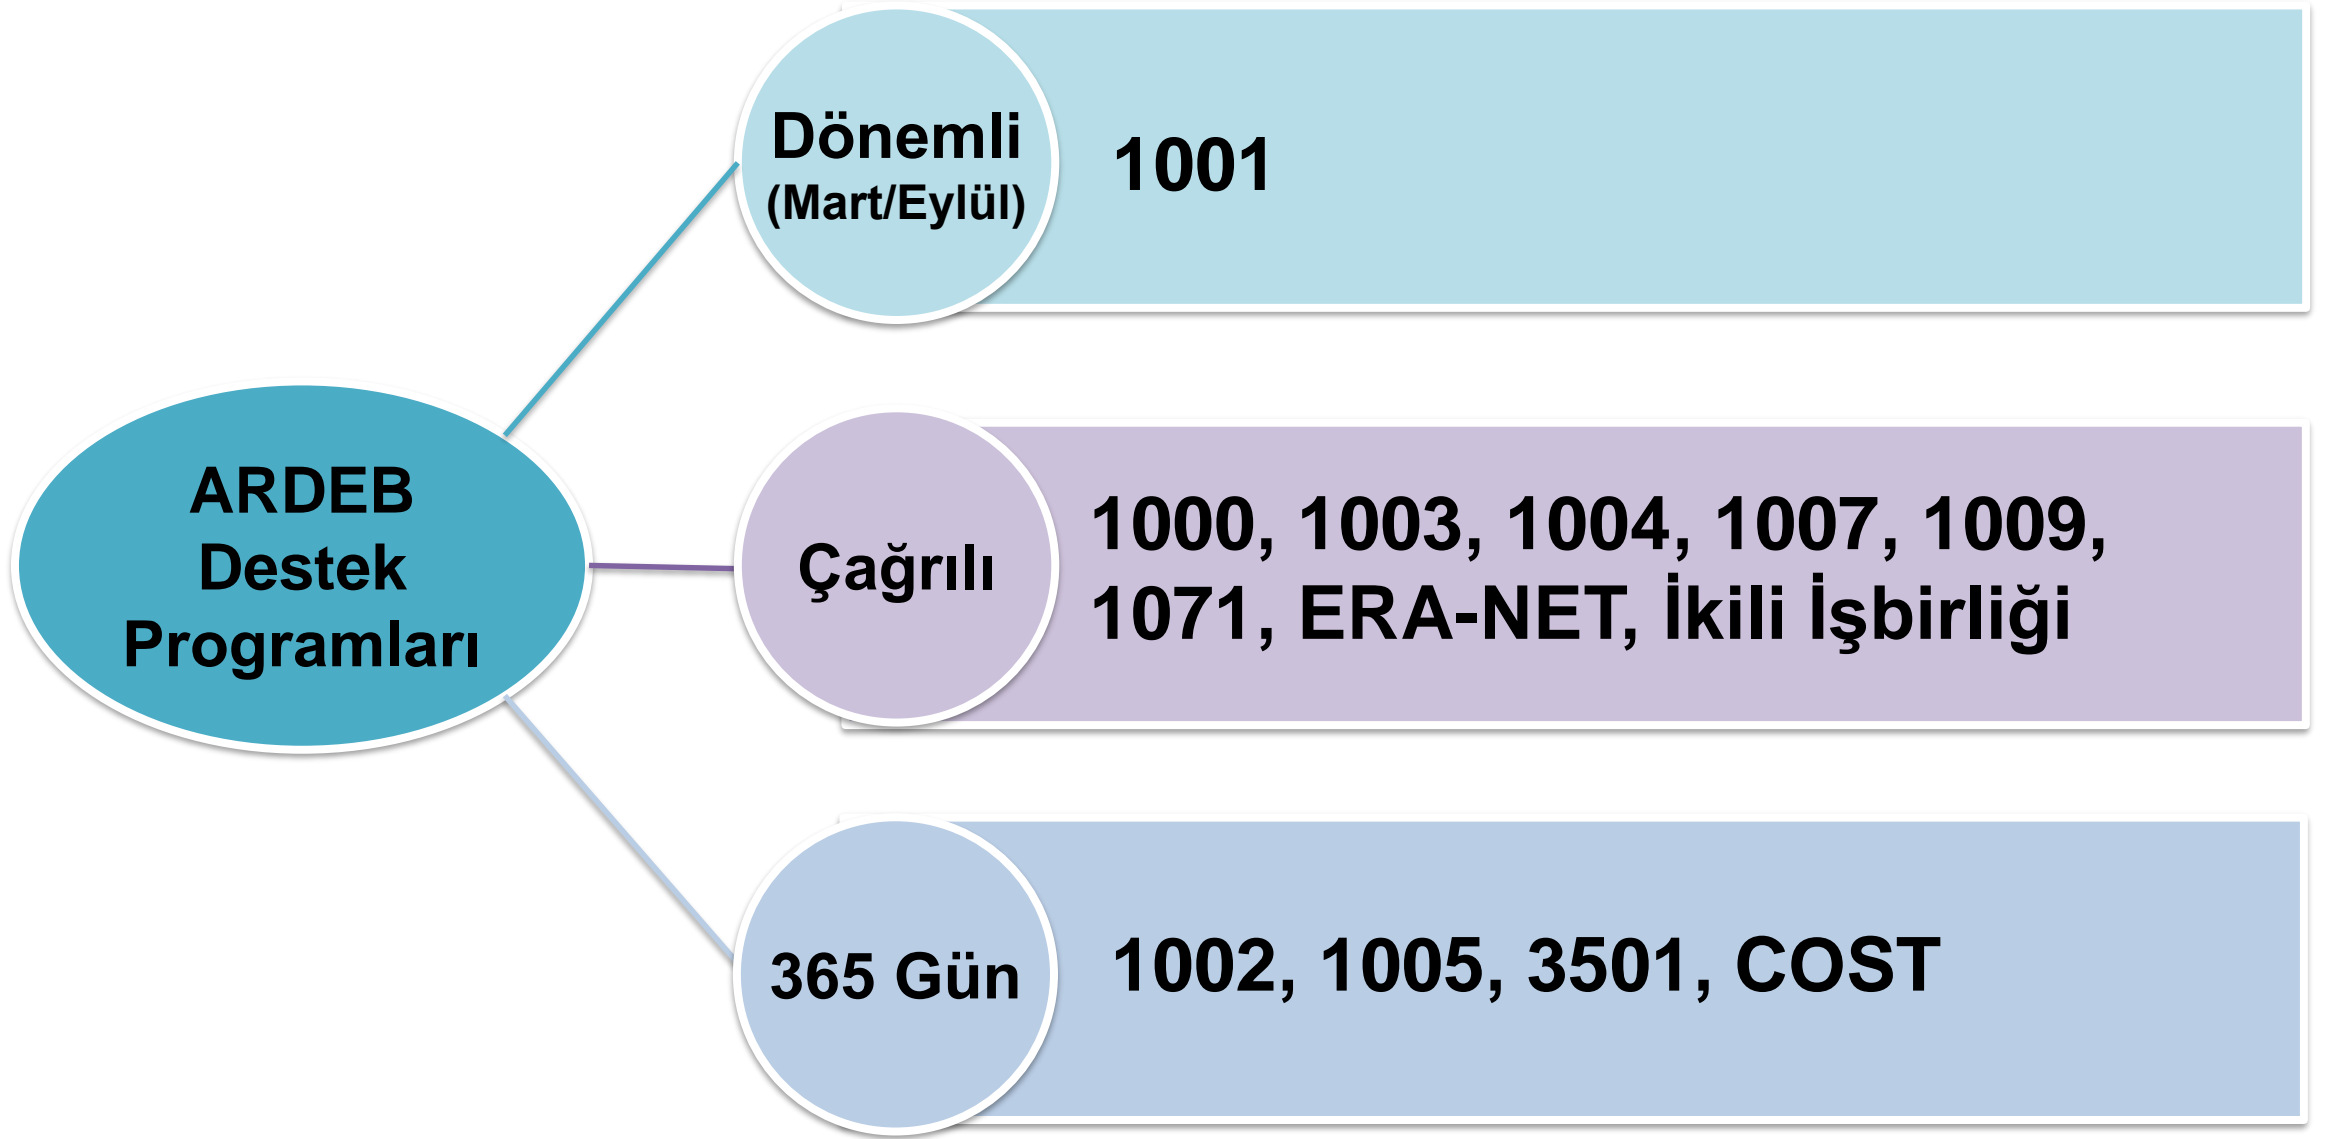 ARDEB
Destek
Programları
Dönemli
(Mart/Eylül)
1001
Çağrılı
1000, 1003, 1004, 1007, 1009,
1071, ERA-NET, İkili İşbirliği
365 Gün
1002, 1005, 3501, COST